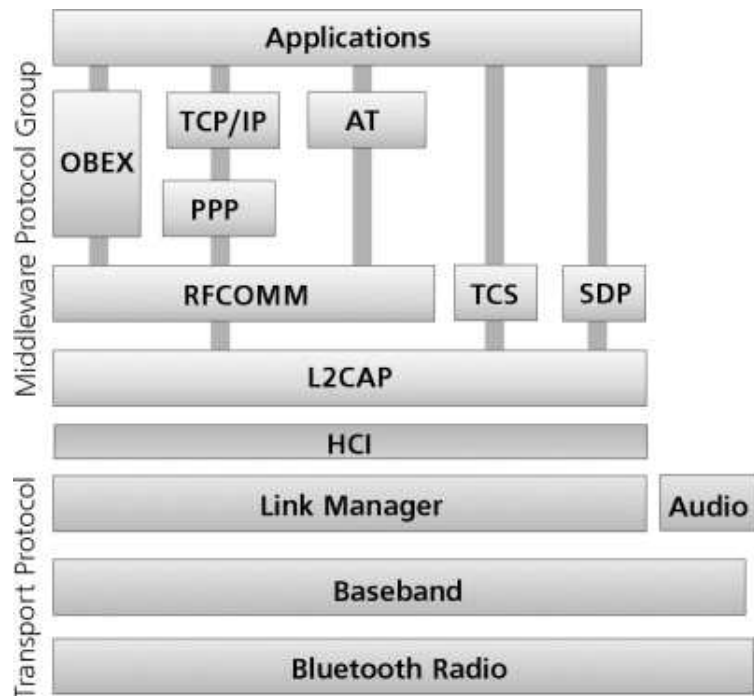 Applications
Middleware Protocol Group
OBEX
TCP/IP
AT
PPP
RFCOMM
TCS
SDP
L2CAP
HCI
Transport Protocol
Link Manager
Audio
Baseband
Bluetooth Radio